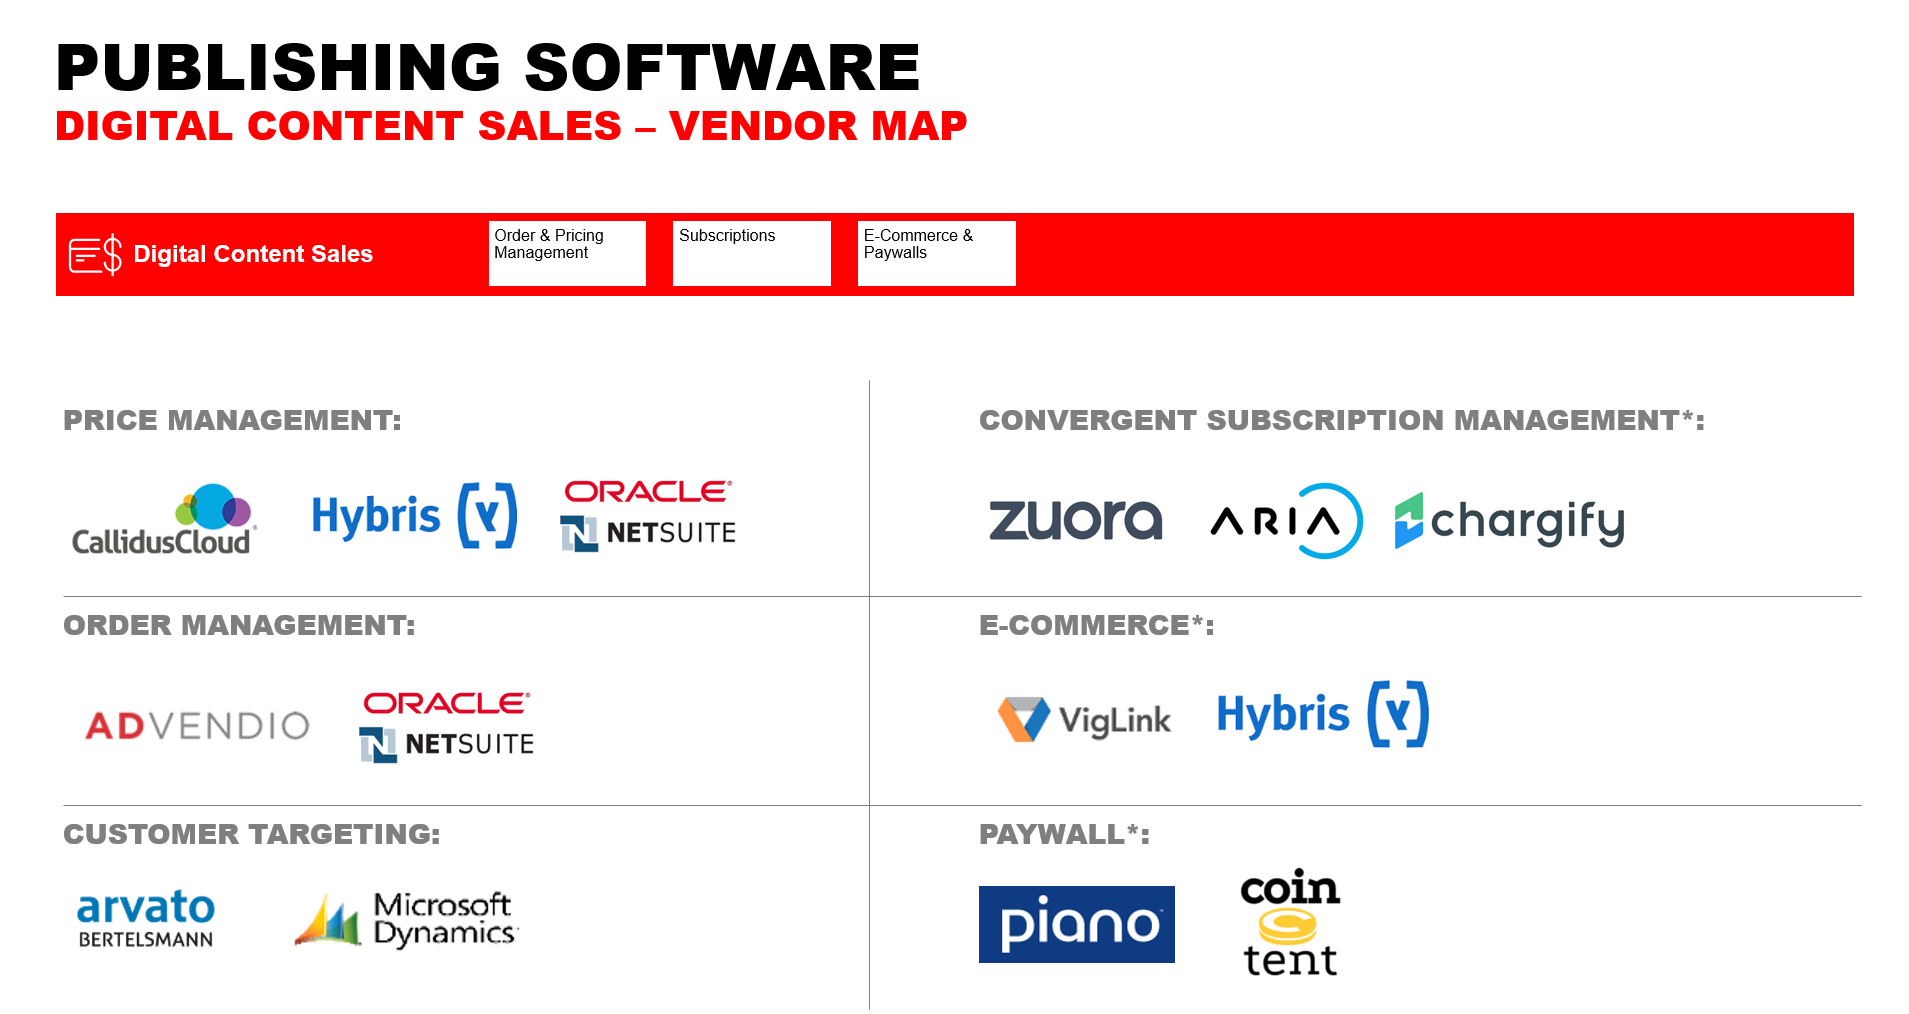 PUBLISHING SOFTWARE
DIGITAL CONTENT SALES – VENDOR MAP
Digital Content Sales
Order & Pricing
Management
Subscriptions
E-Commerce &
Paywalls
PRICE MANAGEMENT:
CallidusCloud
Hybris
ORACLE
NETSUITE
CONVERGENT SUBSCRIPTION MANAGEMENT*:
zuora
ARIA
chargify
ORDER MANAGEMENT:
ADVENDIO
ORACLE
NETSUITE
E-COMMERCE*:
VigLink
Hybris
CUSTOMER TARGETING:
arvato
BERTELSMANN
Microsoft
Dynamics
PAYWALL*:
piano
coin
tent